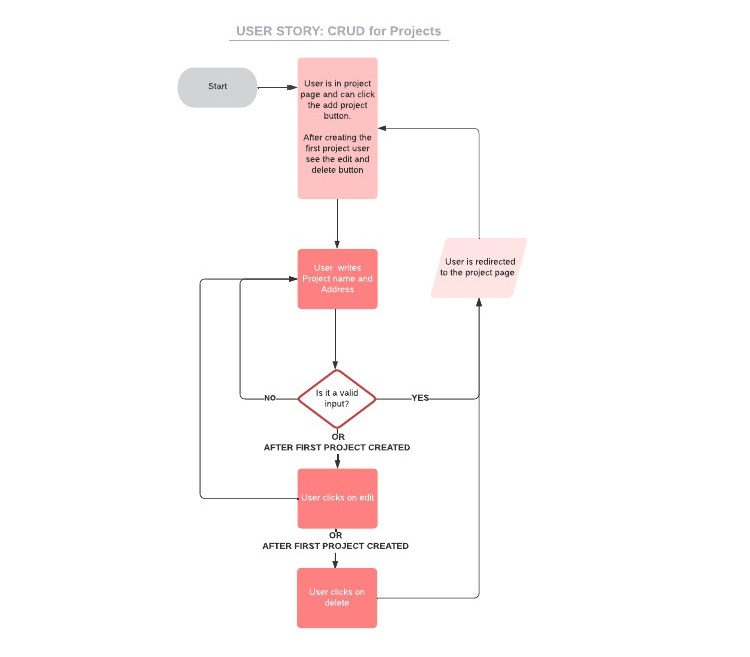 USER STORY: CRUD for Projects
Start
User is in project
page and can click
the add project
button.
After creating the
first project user
see the edit and
delete button
User writes
Project name and
Address
User is redirected
to the project page
Is it a valid
input?
NO
YES
OR
AFTER FIRST PROJECT CREATED
User clicks on edit
OR
AFTER FIRST PROJECT CREATED
User clicks on
delete